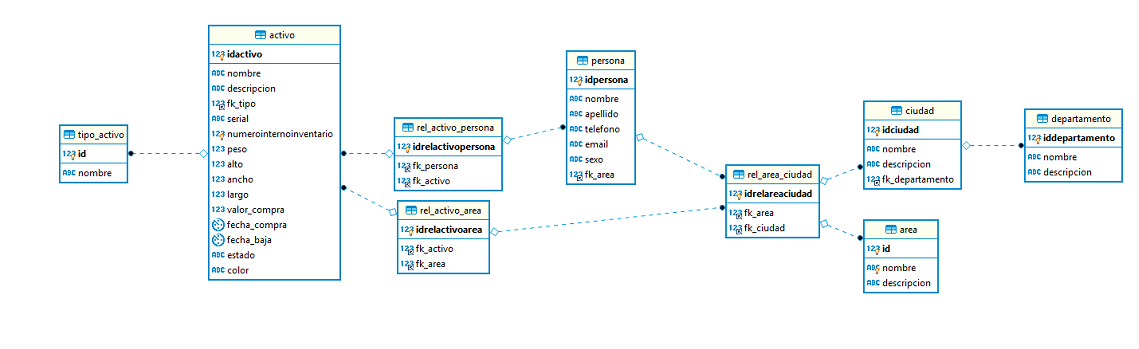 tipo_activo
123 id
ABC nombre
activo
123 idactivo
ABC nombre
ABC descripcion
123 fk_tipo
ABC serial
123 numerointernoinventario
123 peso
123 alto
123 ancho
123 largo
123 valor_compra
fecha_compra
fecha_baja
ABC estado
ABC color
rel_activo_persona
123 idrelactivopersona
123 fk_persona
123 fk_activo
rel_activo_area
123 idrelactivoarea
123 fk_activo
123 fk_area
persona
123 idpersona
ABC nombre
ABC apellido
ABC telefono
ABC email
ABC sexo
123 fk_area
rel_area_ciudad
123 idrelareaciudad
123 fk_area
123 fk_ciudad
ciudad
123 idciudad
ABC nombre
ABC descripcion
123 fk_departamento
area
123 id
ABC nombre
ABC descripcion
departamento
123 iddepartamento
ABC nombre
ABC descripcion